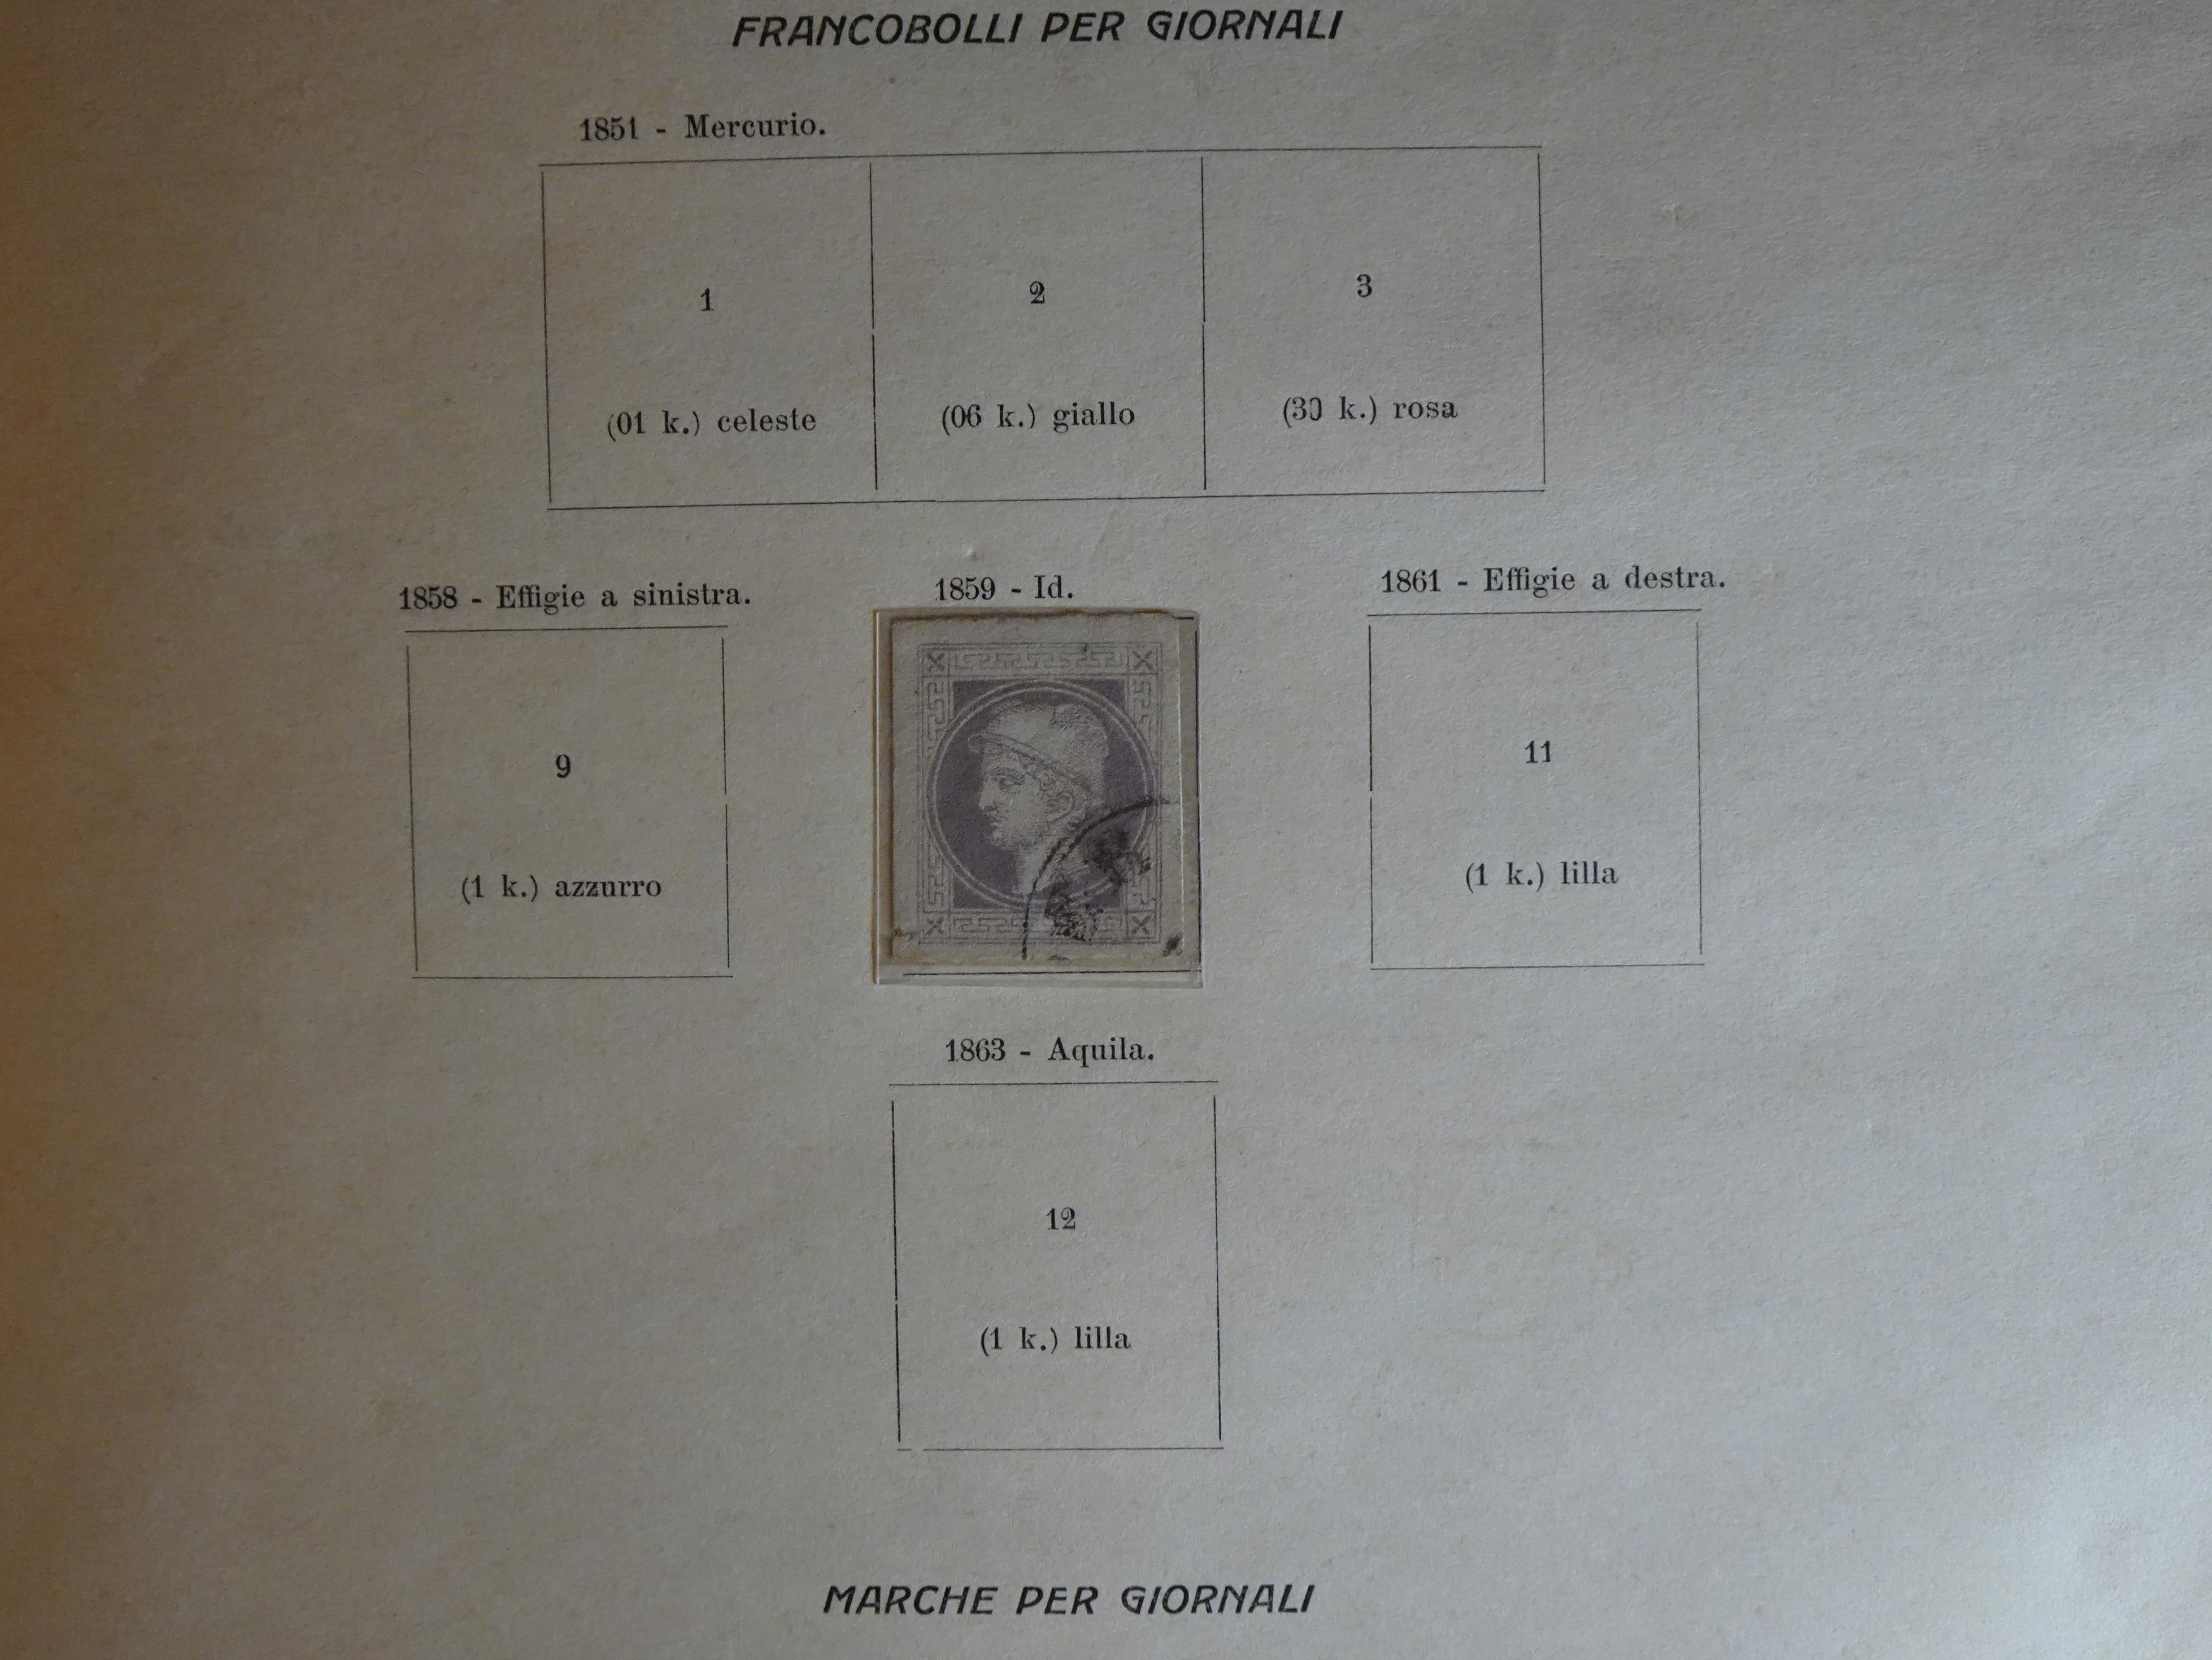 FRANCOBOLLI PER GIORNALI
1851 - Mercurio.
1
2
3
(01 k.) celeste
(06 k.) giallo
(30 k.) rosa
1858 - Effigie a sinistra.
1859 - Id.
1861 - Effigie a destra.
9
11
(1 k.) azzurro
(1 k.) lilla
1863 - Aquila.
12
(1 k.) lilla
MARCHE PER GIORNALI